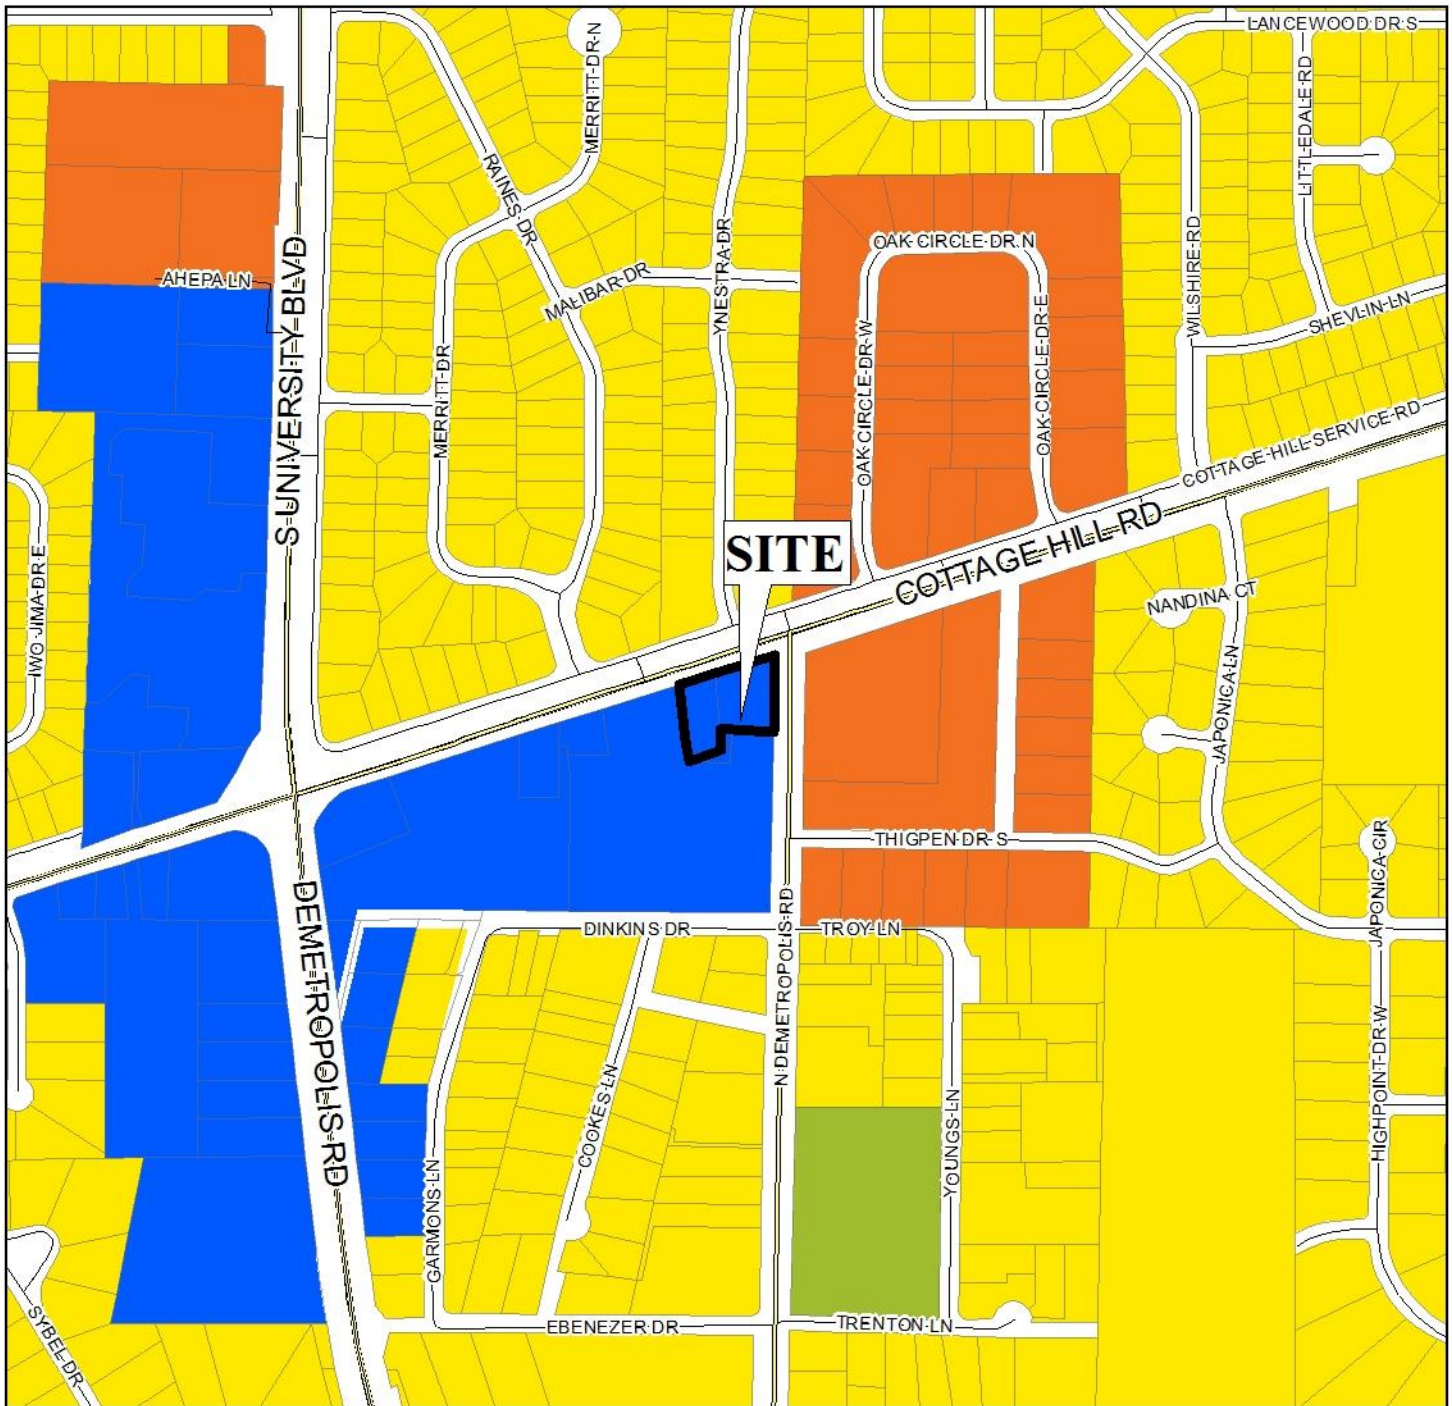 LANCEWOOD DR S
MERRITT DR N
LITTLEDALE RD
RAINES DR
WILSHIRE RD
OAK CIRCLE DR N
YNESTRA DR
MALIBAR DR
AHEPA LN
S UNIVERSITY BLVD
SHEVLIN LN
OAK CIRCLE DR W
OAK CIRCLE DR E
MERRITT DR
COTTAGE HILL SERVICE RD
COTTAGE HILL RD
SITE
IWO JIMA DR E
NANDINA CT
JAPONICA LN
THIGPEN DR S
JAPONICA CIR
DEMETROPOLIS RD
DINKINS DR
TROY LN
N DEMETROPOLIS RD
HIGHPOINT DR W
COOKES LN
YOUNGS LN
GARMONS LN
EBENEZER DR
TRENTON LN
SYBEL DR